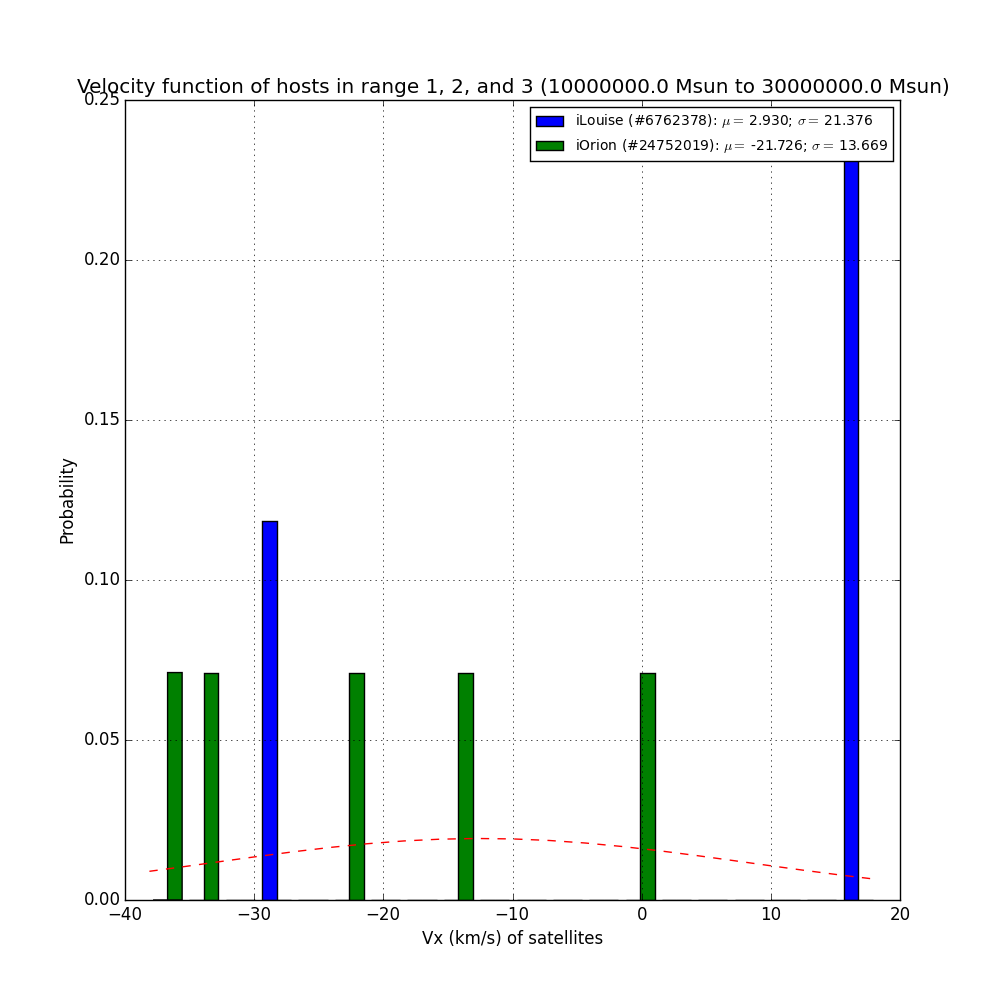 Velocity function of hosts in range 1, 2, and 3 (10000000.0 Msun to 30000000.0 Msun)
iLouise (#6762378): μ = 2.930; σ = 21.376
iOrion (#24752019): μ = -21.726; σ = 13.669
0.25
0.20
0.15
0.10
0.05
0.00
Probability
−40 −30 −20 −10 0 10 20
Vx (km/s) of satellites